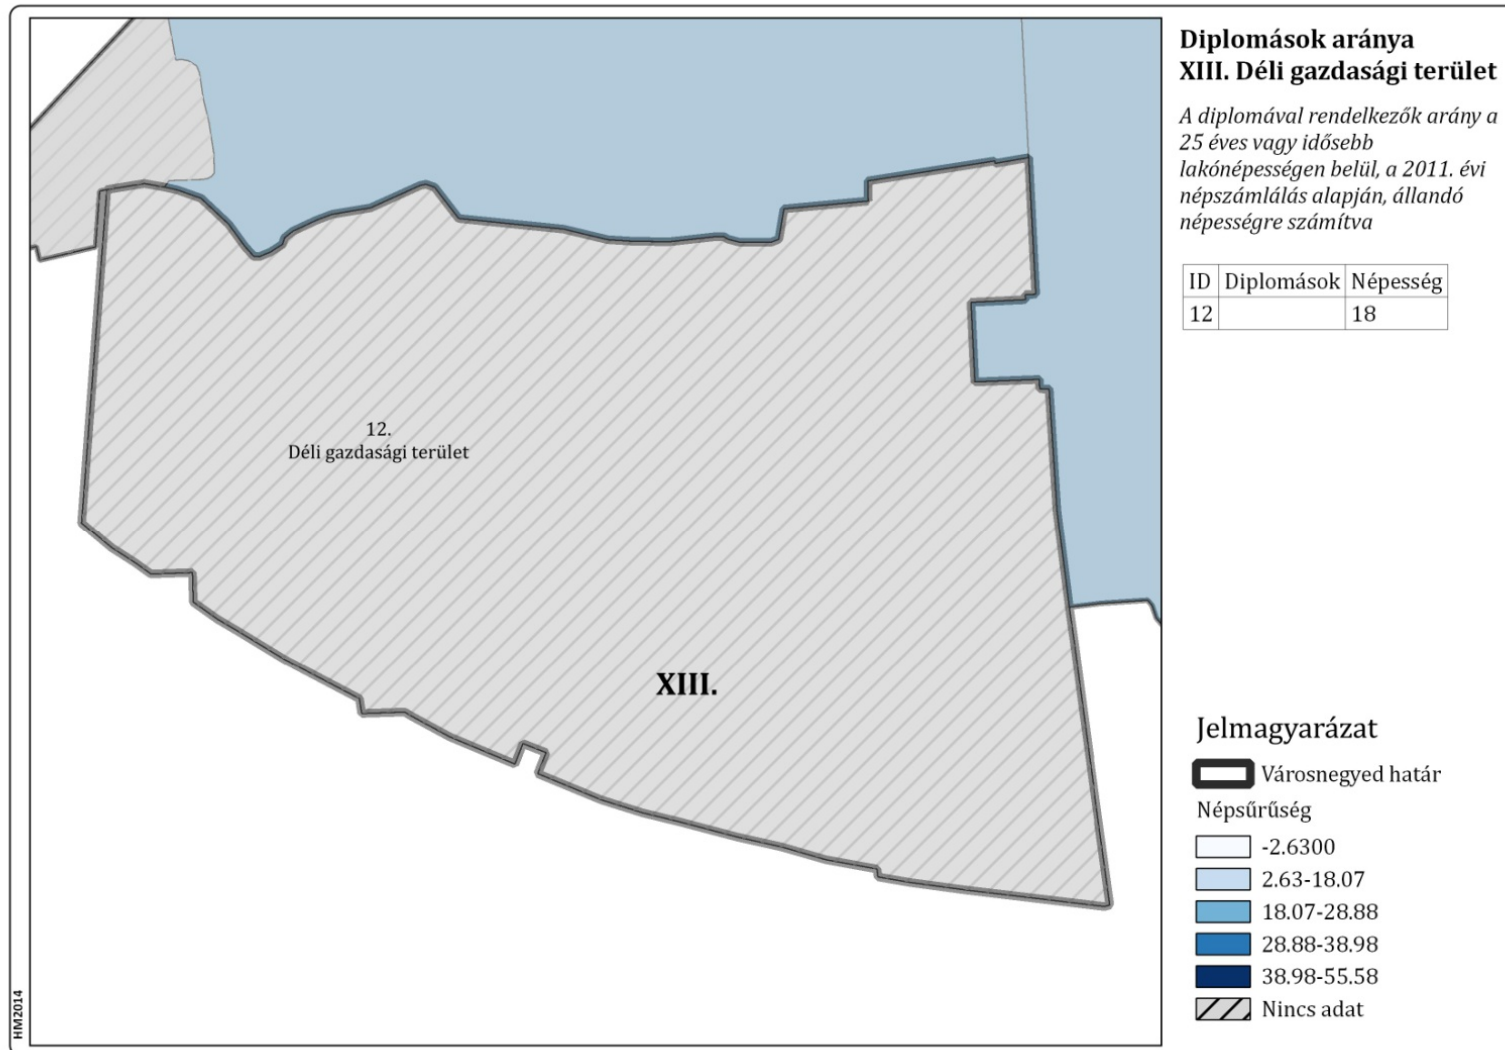 Diplomások aránya
XIII. Déli gazdasági terület
A diplomával rendelkezők arány a
25 éves vagy idősebb
lakónépességen belül, a 2011. évi
népszámlálás alapján, állandó
népességre számítva
ID Diplomások Népesség
12 18
12.
Déli gazdasági terület
XIII.
Jelmagyarázat
Városnegyed határ
Népsűrűség
-2.6300
2.63-18.07
18.07-28.88
28.88-38.98
38.98-55.58
Nincs adat
HM2014